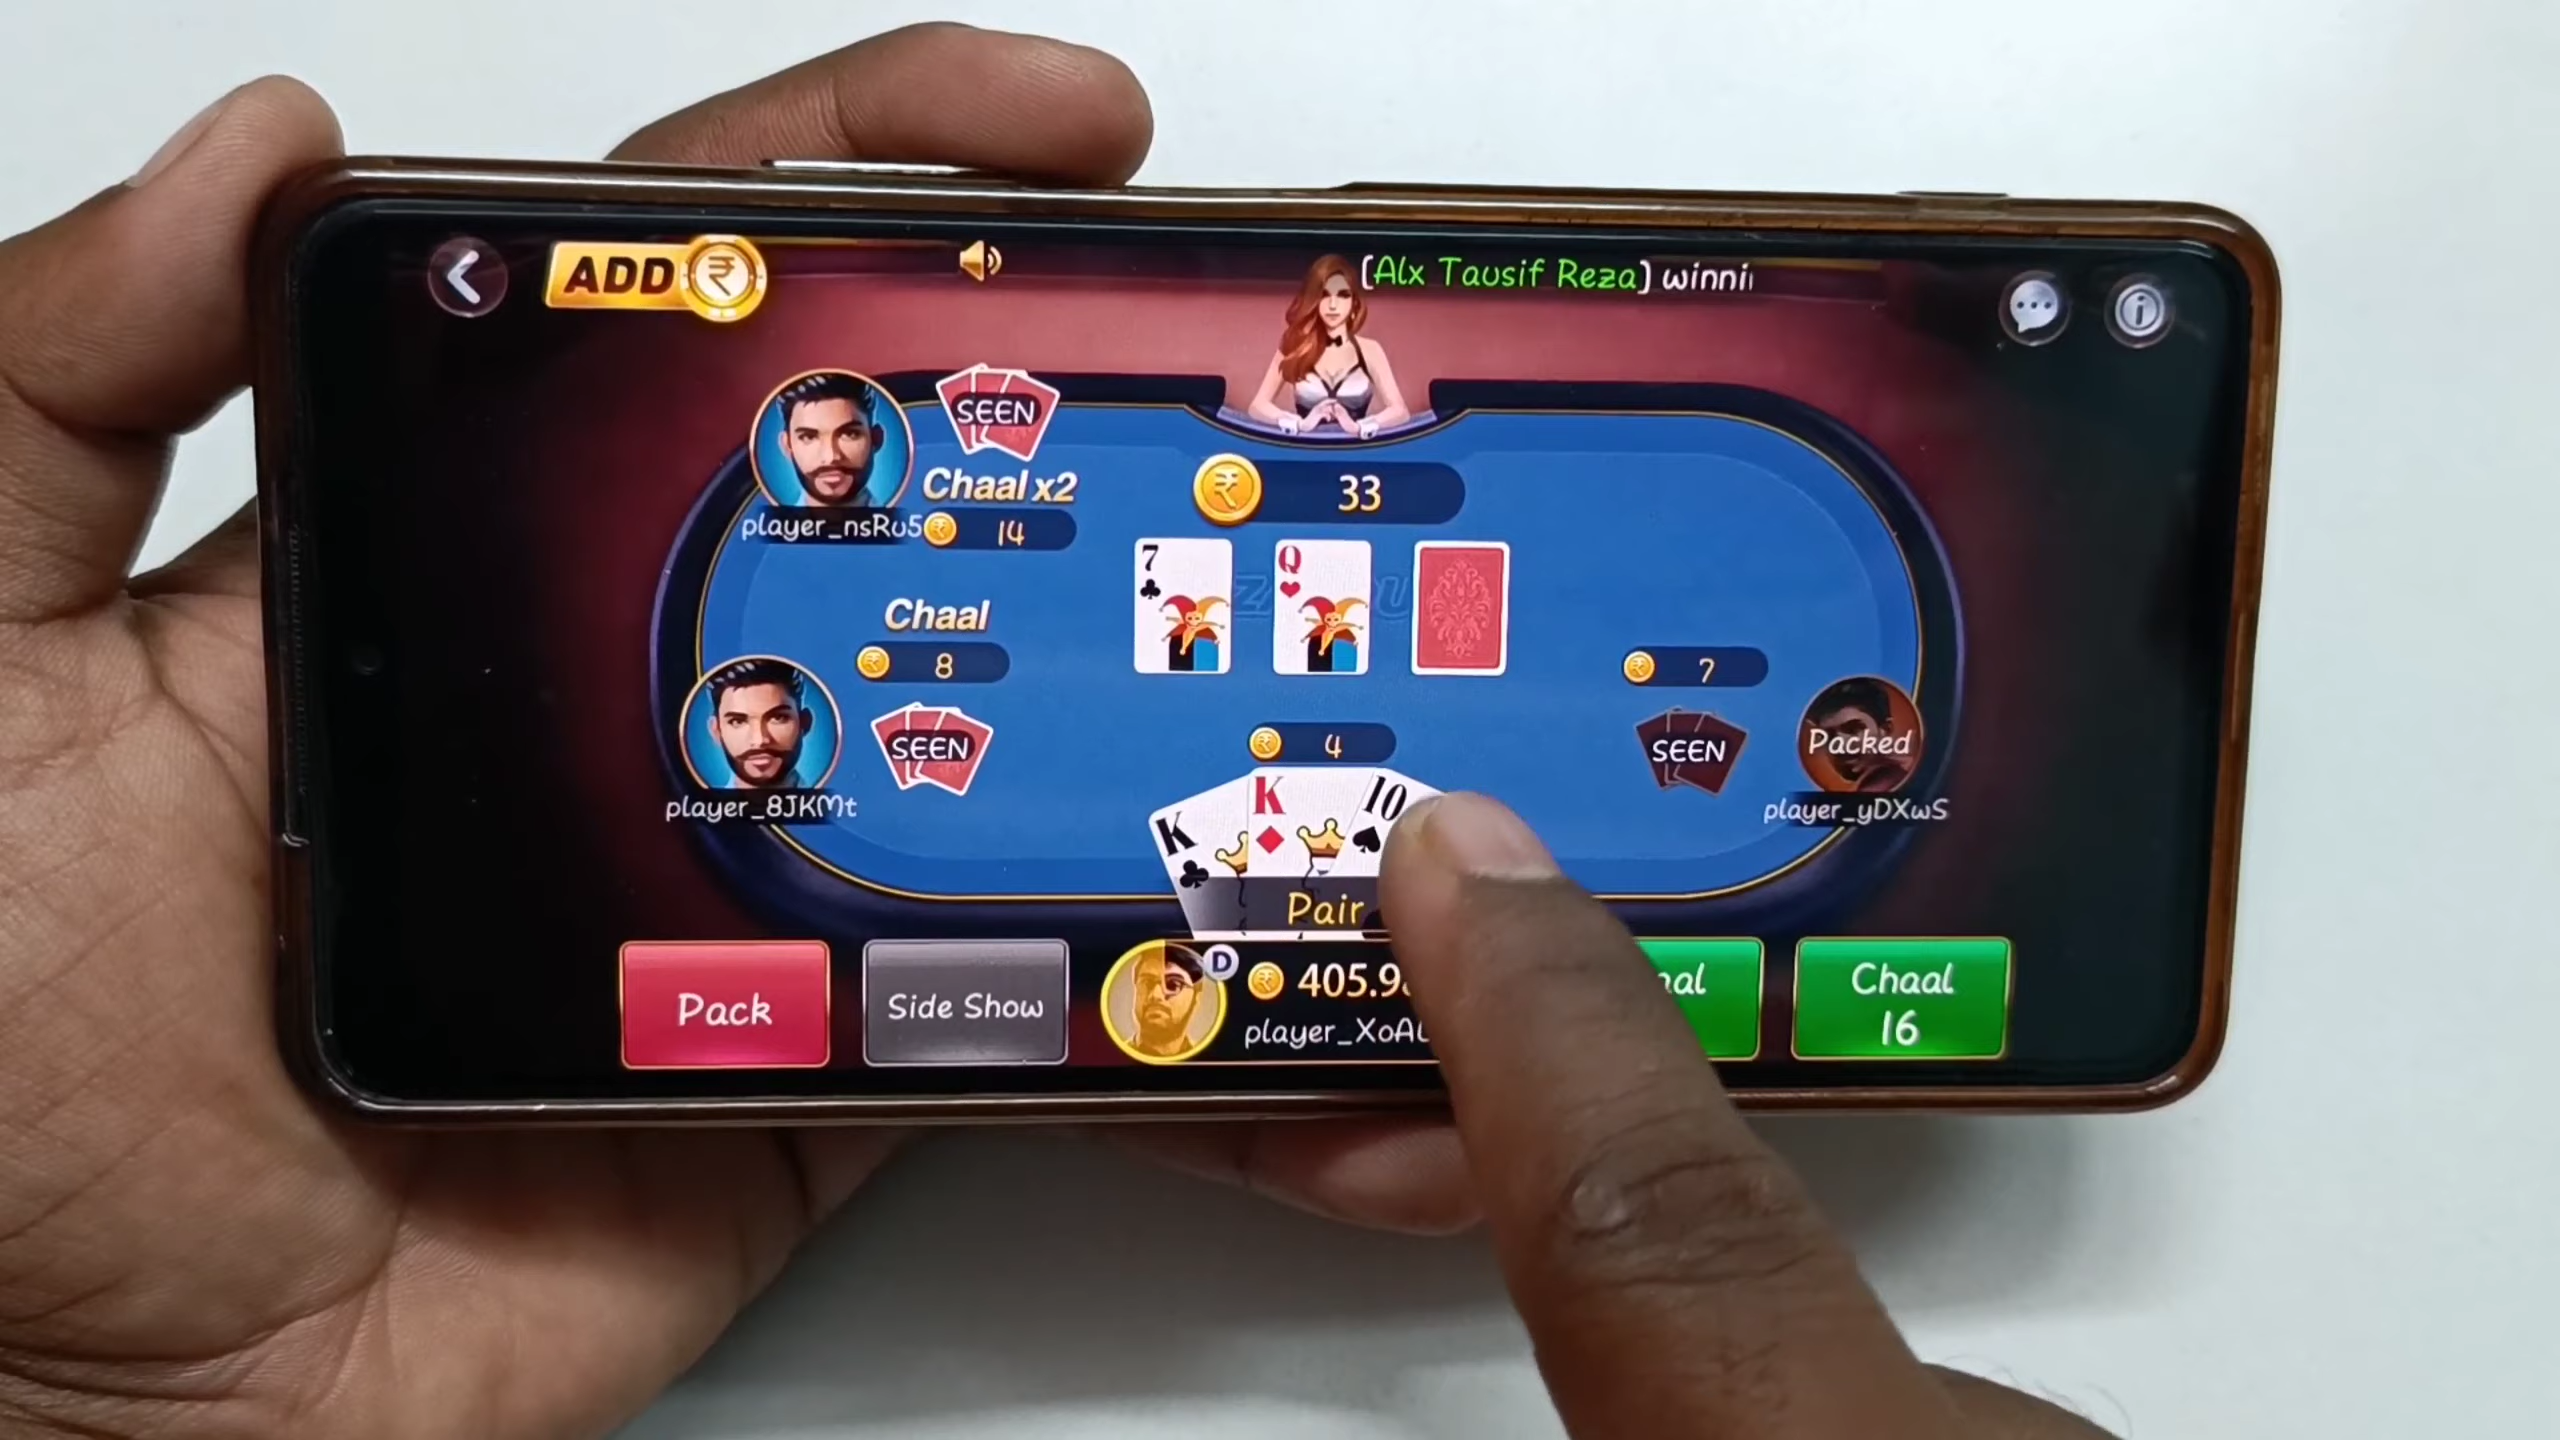 ADD
[Alx Tausif Reza] winni
SEEN
Chaal x2
player_nsRu5
14
33
7
Q
Chaal
8
SEEN
player_8JKMt
7
SEEN
Packed
player_yDXwS
4
K
K
10
Pair
Pack
Side Show
D
405.9
player_XoA
Chaal
16